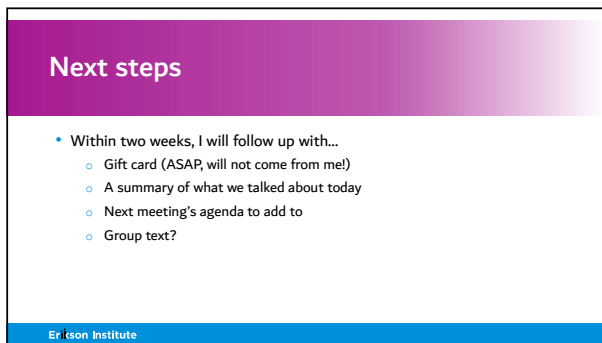 Next steps
• Within two weeks, I will follow up with…
o Gift card (ASAP, will not come from me!)
o A summary of what we talked about today
o Next meeting's agenda to add to
o Group text?
Erikson Institute